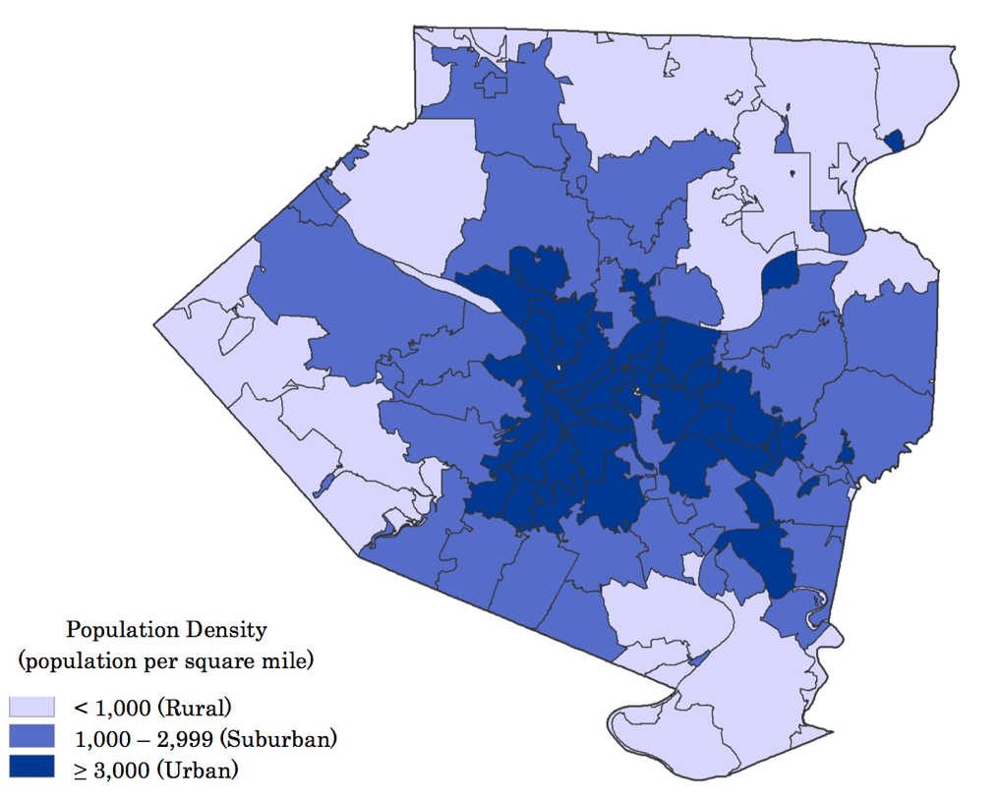 Population Density
(population per square mile)
< 1,000 (Rural)
1,000 – 2,999 (Suburban)
≥ 3,000 (Urban)